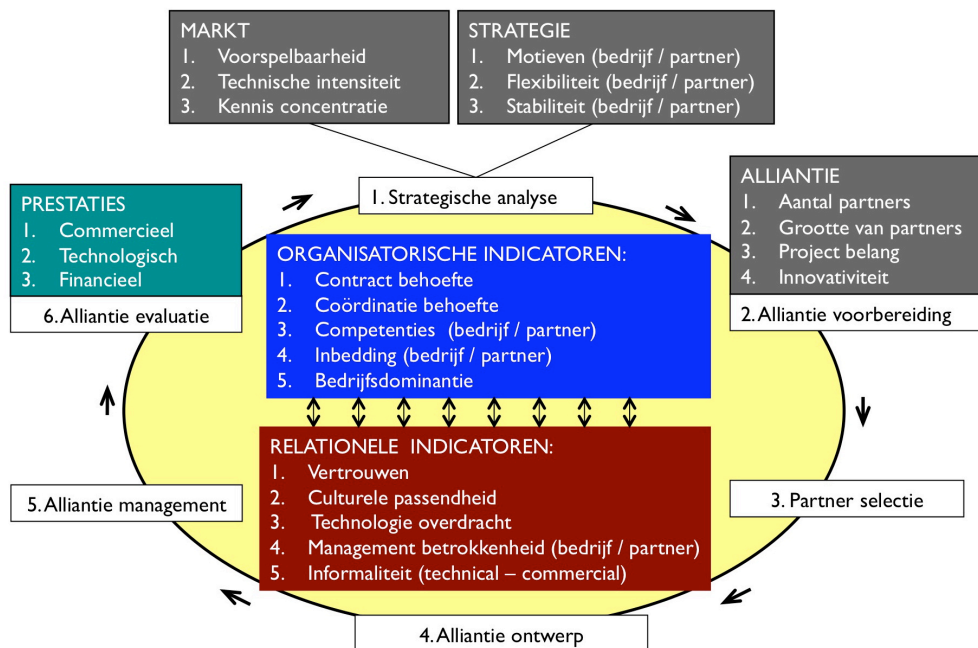 MARKT
1. Voorspelbaarheid
2. Technische intensiteit
3. Kennis concentratie
STRATEGIE
1. Motieven (bedrijf / partner)
2. Flexibiliteit (bedrijf / partner)
3. Stabiliteit (bedrijf / partner)
1. Strategische analyse
ALLIANTIE
1. Aantal partners
2. Grootte van partners
3. Project belang
4. Innovativiteit
2. Alliantie voorbereiding
PRESTATIES
1. Commercieel
2. Technologisch
3. Financieel
6. Alliantie evaluatie
ORGANISATORISCHE INDICATOREN:
1. Contract behoefte
2. Coördinatie behoefte
3. Competenties (bedrijf / partner)
4. Inbedding (bedrijf / partner)
5. Bedrijfsdominantie
RELATIONELE INDICATOREN:
1. Vertrouwen
2. Culturele passendheid
3. Technologie overdracht
4. Management betrokkenheid (bedrijf / partner)
5. Informaliteit (technical – commercial)
5. Alliantie management
3. Partner selectie
4. Alliantie ontwerp